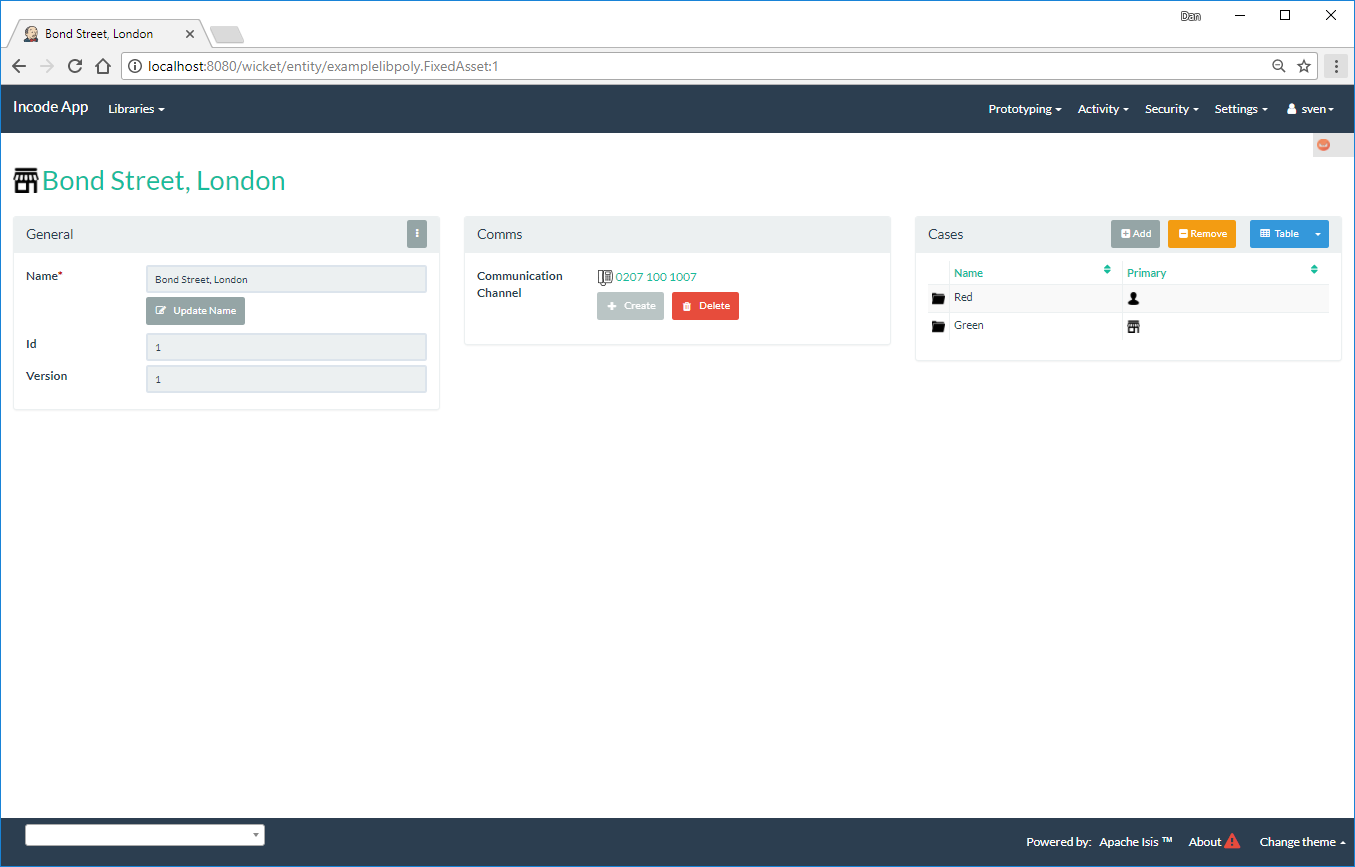 Dan
Bond Street, London
localhost:8080/wicket/entity/examplelibpoly.FixedAsset:1
Incode App Libraries Prototyping Activity Security Settings sven
Bond Street, London
General
Name*
Bond Street, London
Update Name
Id
1
Version
1
Comms
Communication
Channel
0207 100 1007
Create Delete
Cases Add Remove Table
Name Primary
Red
Green
Powered by: Apache Isis ™ About Change theme